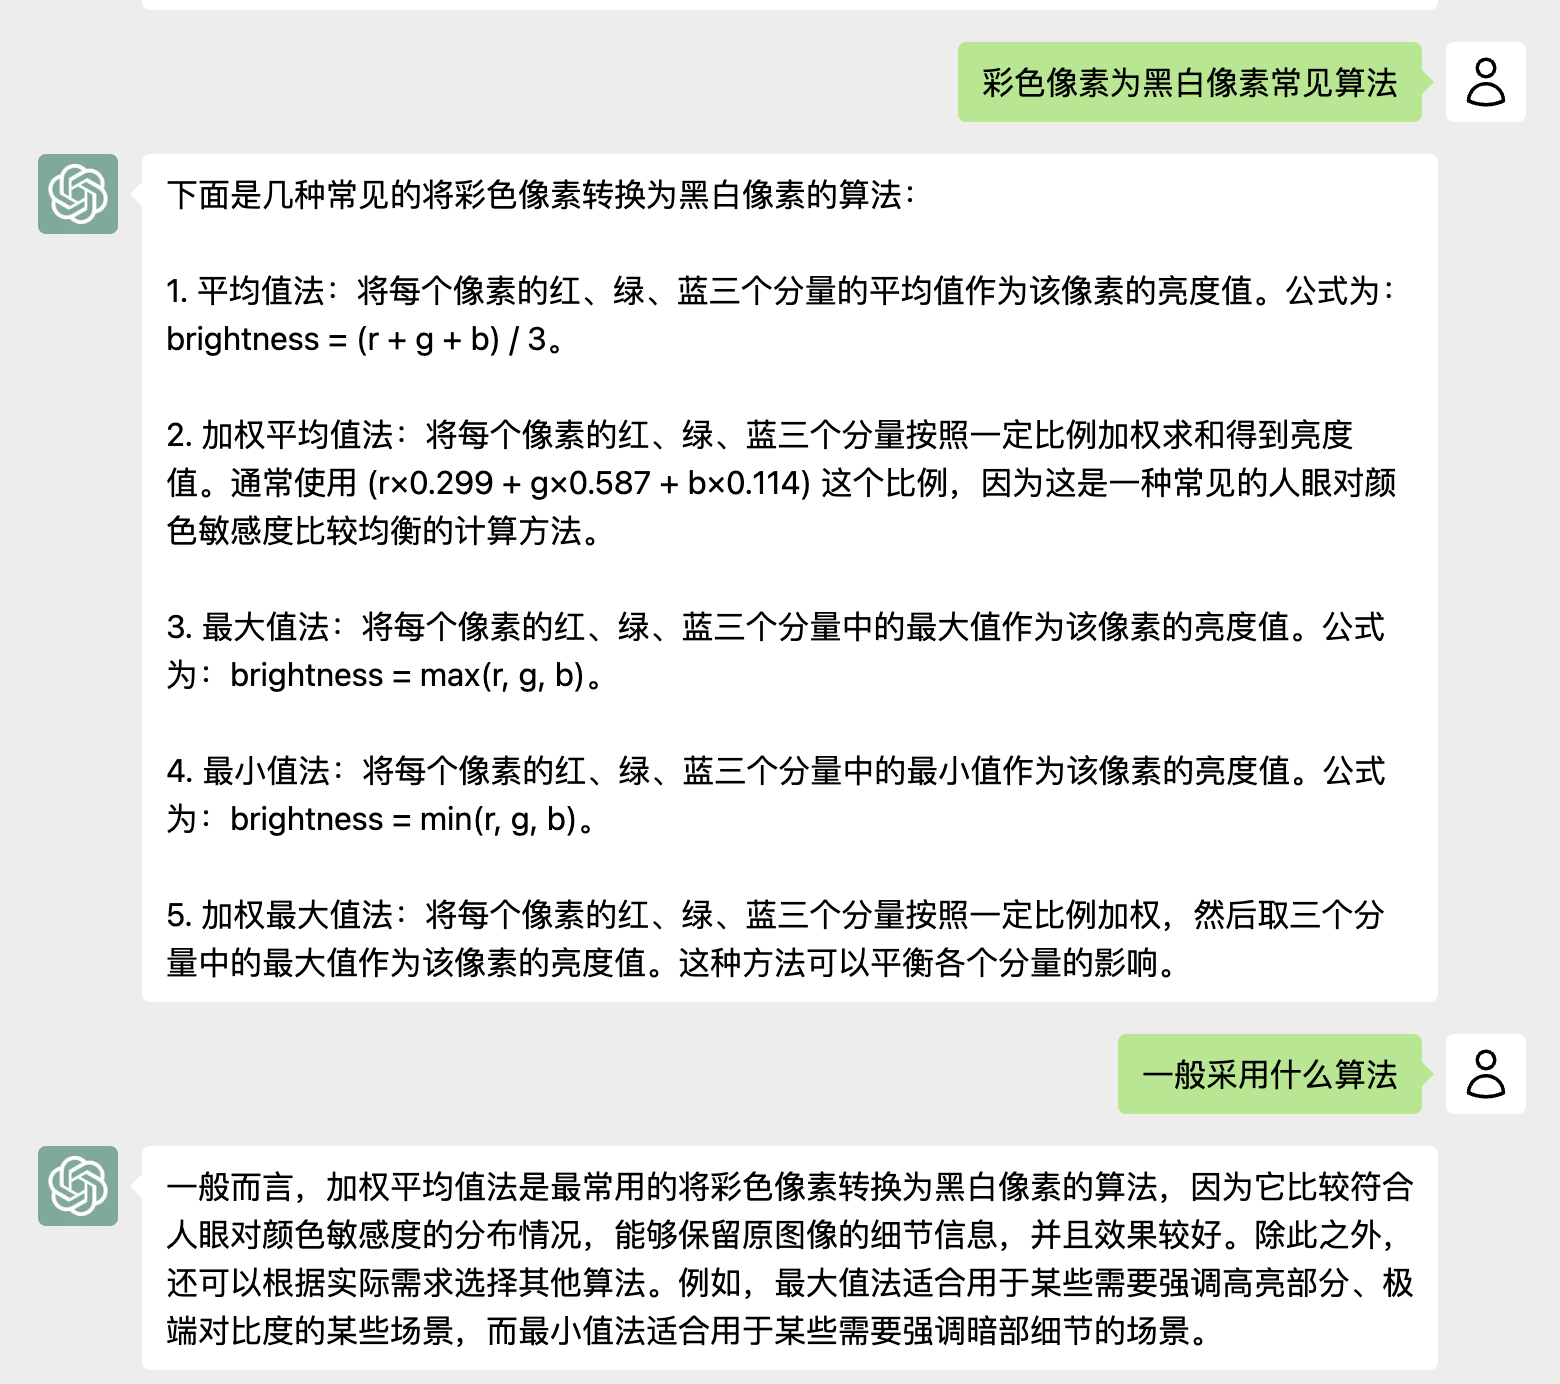 彩色像素为黑白像素常见算法
下面是几种常见的将彩色像素转换为黑白像素的算法：
1. 平均值法：将每个像素的红、绿、蓝三个分量的平均值作为该像素的亮度值。公式为：
brightness = (r + g + b) / 3。
2. 加权平均值法：将每个像素的红、绿、蓝三个分量按照一定比例加权求和得到亮度
值。通常使用 (r×0.299 + g×0.587 + b×0.114) 这个比例，因为这是一种常见的人眼对颜
色敏感度比较均衡的计算方法。
3. 最大值法：将每个像素的红、绿、蓝三个分量中的最大值作为该像素的亮度值。公式
为：brightness = max(r, g, b)。
4. 最小值法：将每个像素的红、绿、蓝三个分量中的最小值作为该像素的亮度值。公式
为：brightness = min(r, g, b)。
5. 加权最大值法：将每个像素的红、绿、蓝三个分量按照一定比例加权，然后取三个分
量中的最大值作为该像素的亮度值。这种方法可以平衡各个分量的影响。
一般采用什么算法
一般而言，加权平均值法是最常用的将彩色像素转换为黑白像素的算法，因为它比较符合
人眼对颜色敏感度的分布情况，能够保留原图像的细节信息，并且效果较好。除此之外，
还可以根据实际需求选择其他算法。例如，最大值法适合用于某些需要强调高亮部分、极
端对比度的某些场景，而最小值法适合用于某些需要强调暗部细节的场景。